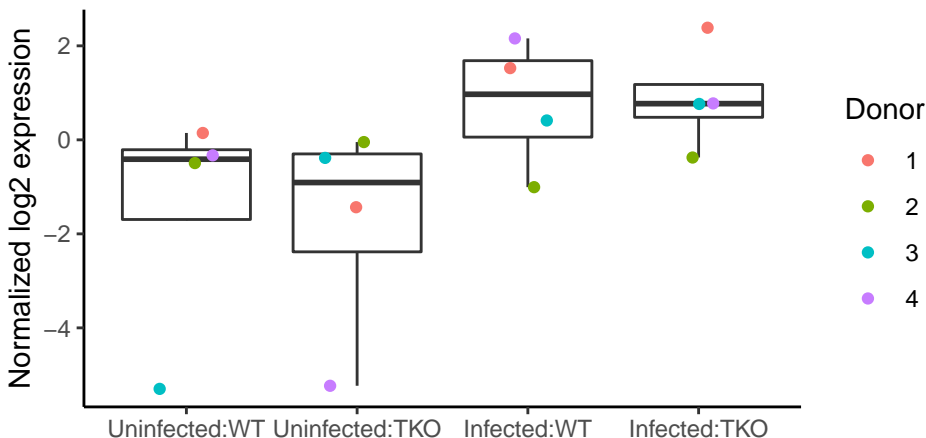 Normalized log2 expression
2
0
−2
−4
Uninfected:WT
Uninfected:TKO
Infected:WT
Infected:TKO
Donor
1
2
3
4